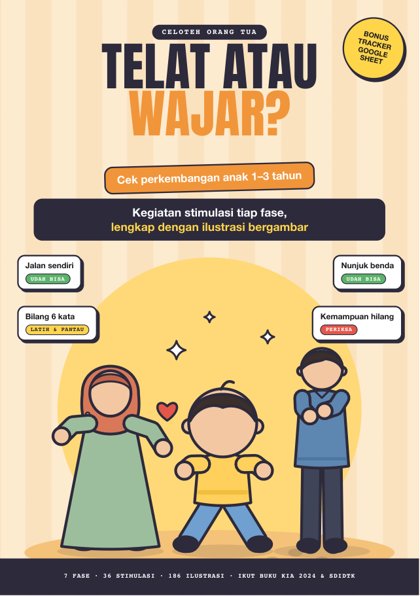 CELOTEH ORANG TUA
TELAT ATAU
WAJAR?
BONUS
TRACKER
GOOGLE
SHEET
Cek perkembangan anak 1–3 tahun
Kegiatan stimulasi tiap fase,
lengkap dengan ilustrasi bergambar
Jalan sendiri
UDAH BISA
Nunjuk benda
UDAH BISA
Bilang 6 kata
LATIH & PANTAU
Kemampuan hilang
PERIKSA
7 FASE · 36 STIMULASI · 186 ILUSTRASI · IKUT BUKU KIA 2024 & SDIDTK